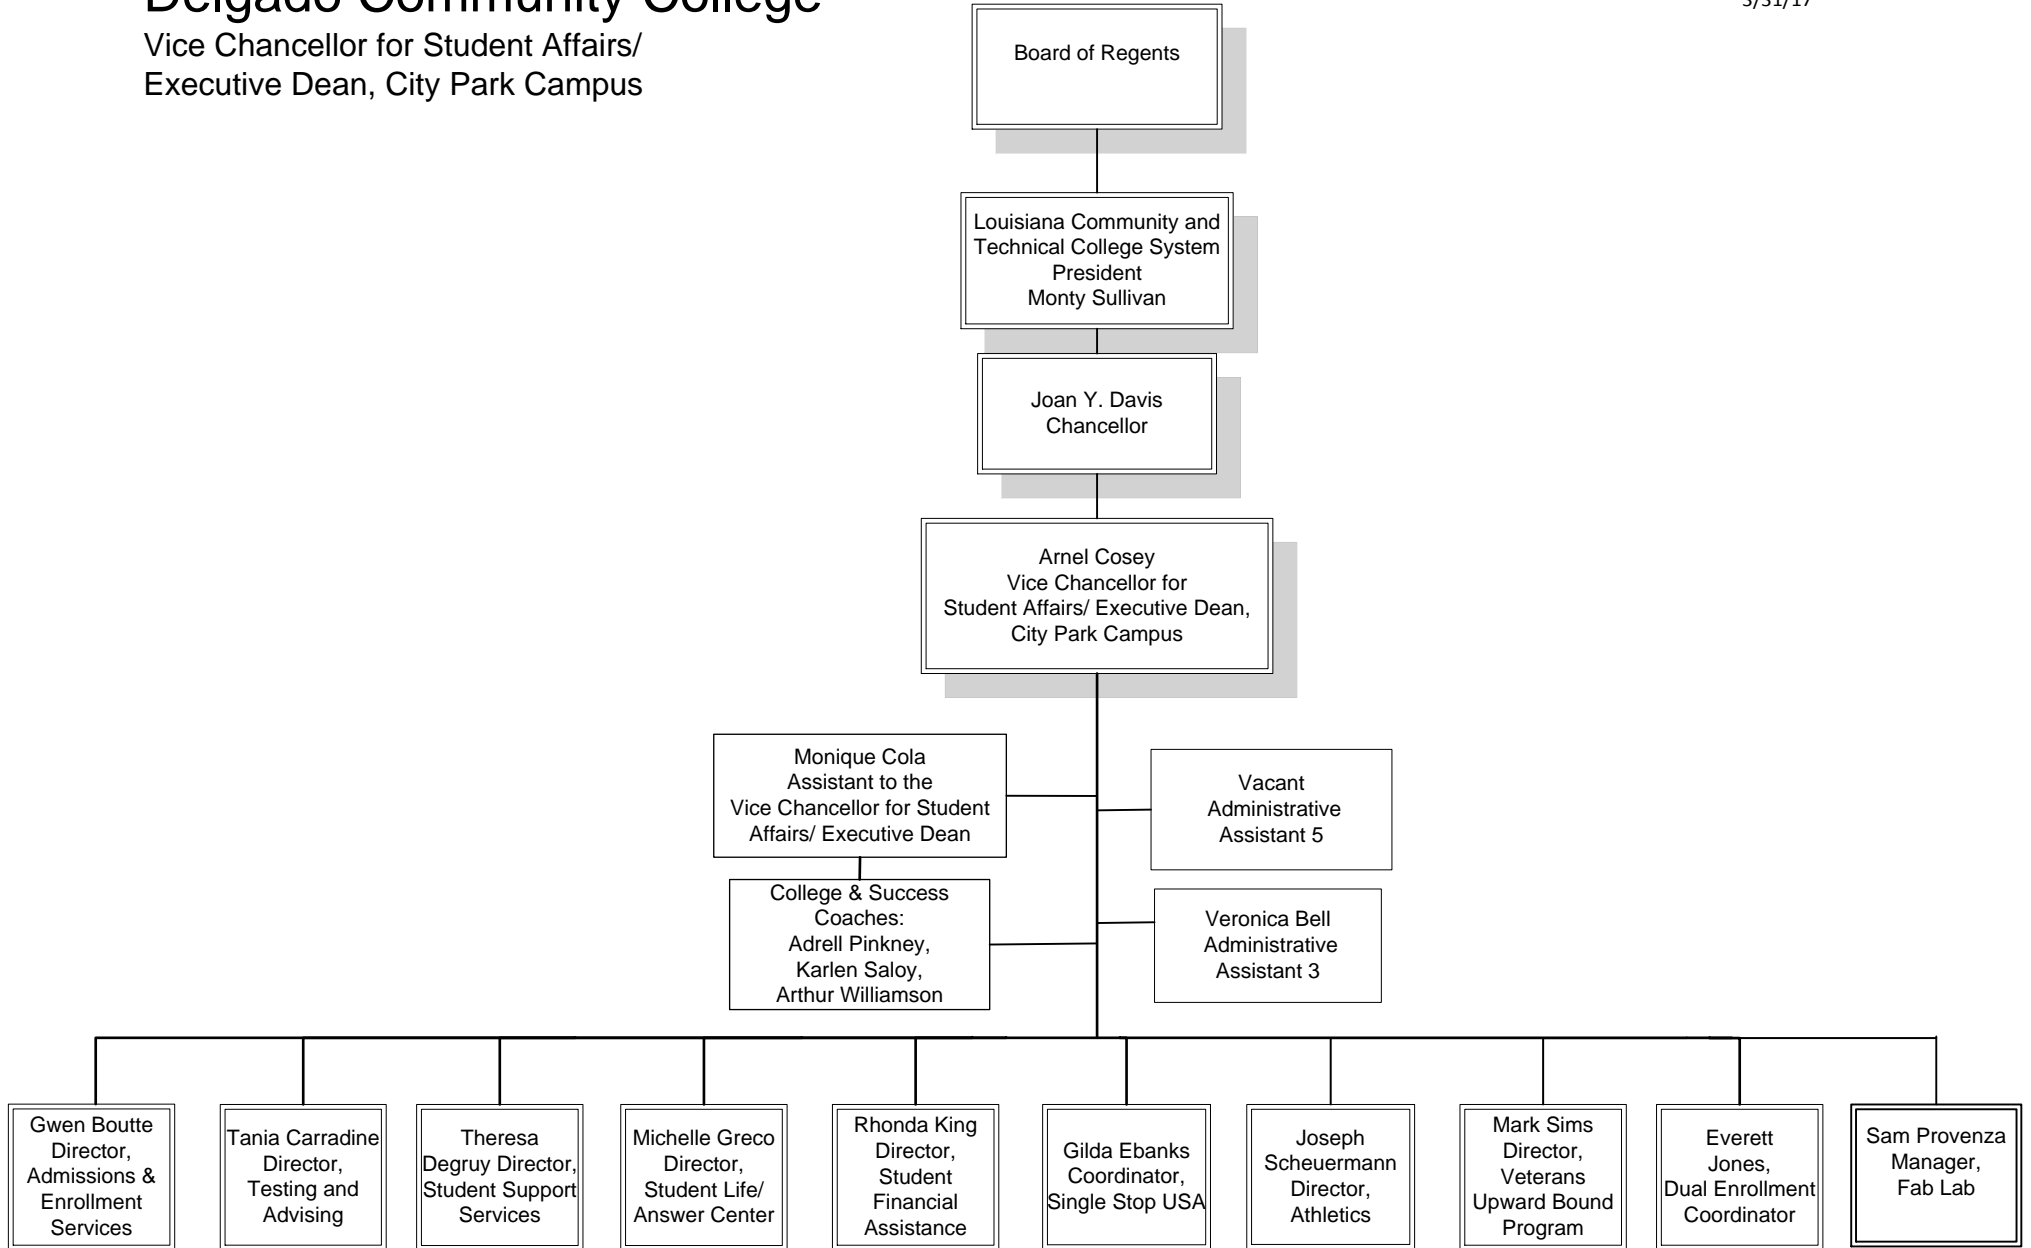 Delgado Community College
3/31/17
Vice Chancellor for Student Affairs/
Executive Dean, City Park Campus
Board of Regents
Louisiana Community and
Technical College System
President
Monty Sullivan
Joan Y. Davis
Chancellor
Arnel Cosey
Vice Chancellor for
Student Affairs/ Executive Dean,
City Park Campus
Monique Cola
Assistant to the
Vice Chancellor for Student
Affairs/ Executive Dean
Vacant
Administrative
Assistant 5
College & Success
Coaches:
Adrell Pinkney,
Karlen Saloy,
Arthur Williamson
Veronica Bell
Administrative
Assistant 3
Gwen Boutte
Director,
Admissions &
Enrollment
Services
Tania Carradine
Director,
Testing and
Advising
Theresa
Degruy Director,
Student Support
Services
Michelle Greco
Director,
Student Life/
Answer Center
Rhonda King
Director,
Student
Financial
Assistance
Gilda Ebanks
Coordinator,
Single Stop USA
Joseph
Scheuermann
Director,
Athletics
Mark Sims
Director,
Veterans
Upward Bound
Program
Everett
Jones,
Dual Enrollment
Coordinator
Sam Provenza
Manager,
Fab Lab